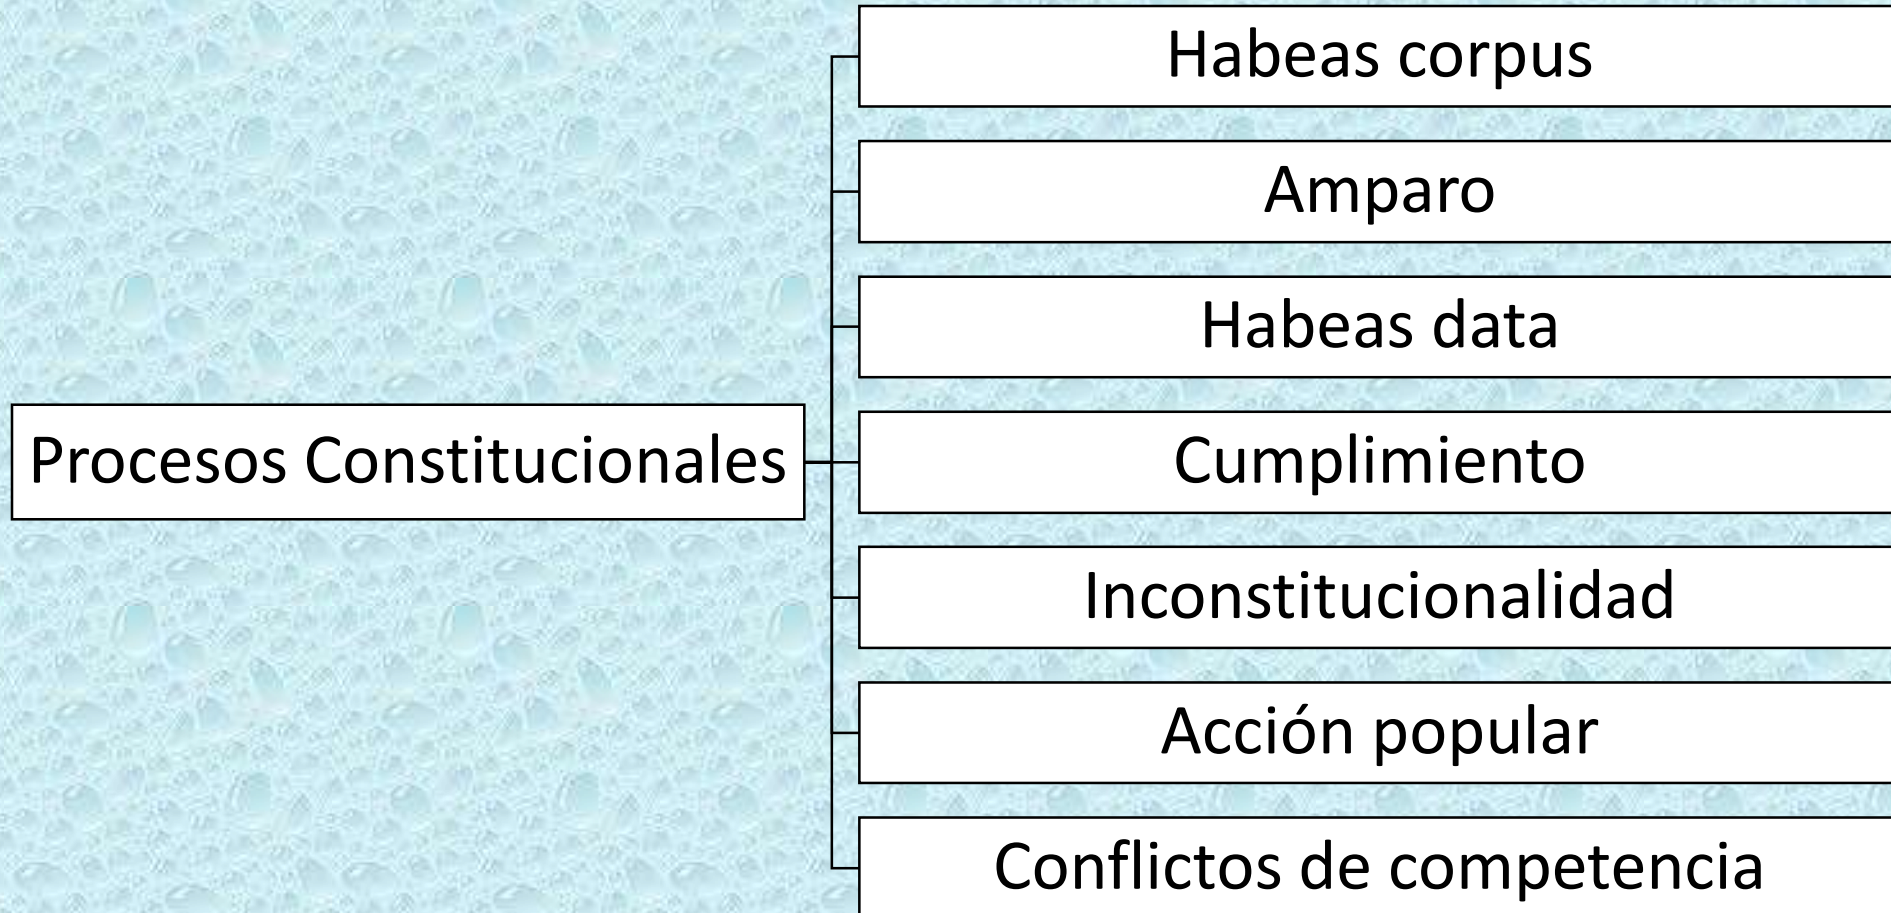 Procesos Constitucionales
Habeas corpus
Amparo
Habeas data
Cumplimiento
Inconstitucionalidad
Acción popular
Conflictos de competencia